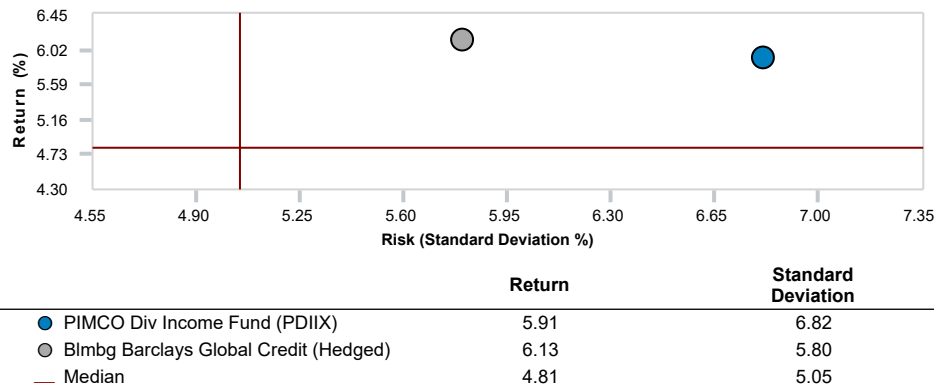 6.45
6.02
5.59
5.16
4.73
4.30
Return (%)
4.55 4.90 5.25 5.60 5.95 6.30 6.65 7.00 7.35
Risk (Standard Deviation %)
Return Standard Deviation
PIMCO Div Income Fund (PDIIX) 5.91 6.82
Blmbg Barclays Global Credit (Hedged) 6.13 5.80
Median 4.81 5.05